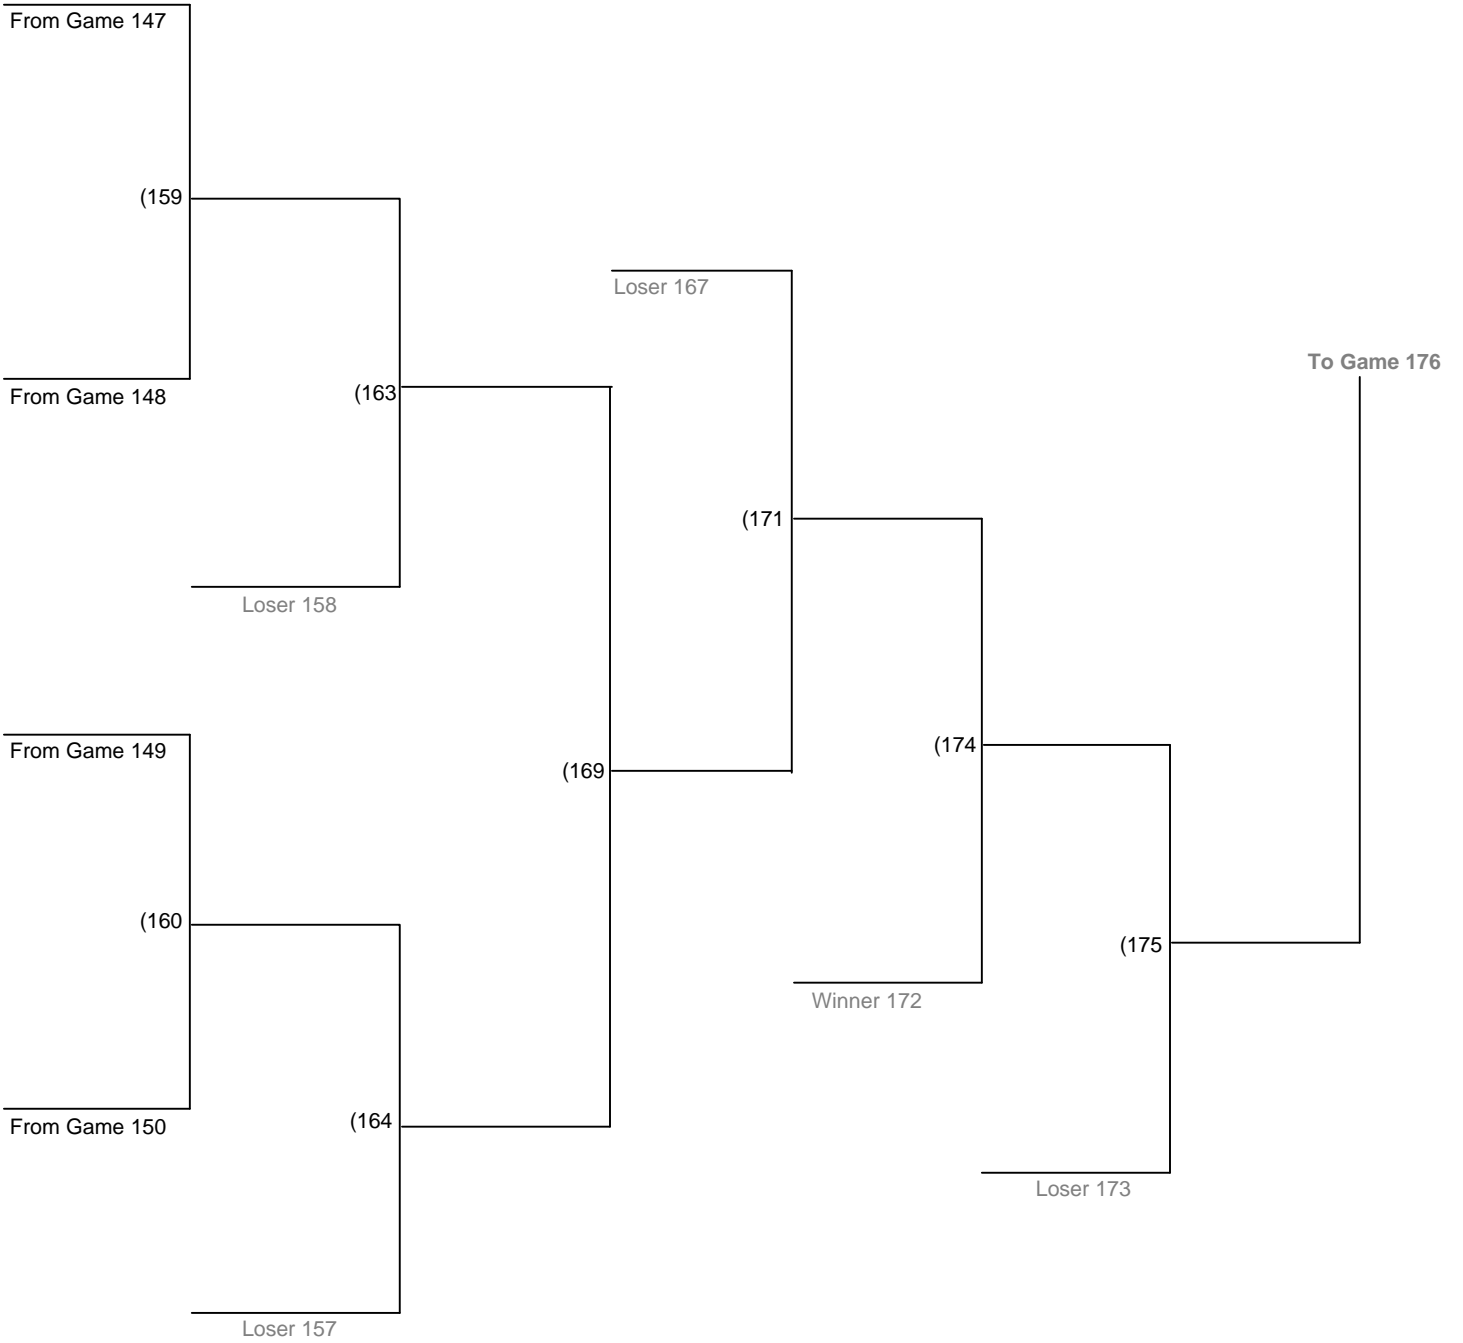 From Game 147
(159
Loser 167
To Game 176
From Game 148
(163
(171
Loser 158
From Game 149
(174
(169
(160
(175
Winner 172
From Game 150
(164
Loser 173
Loser 157